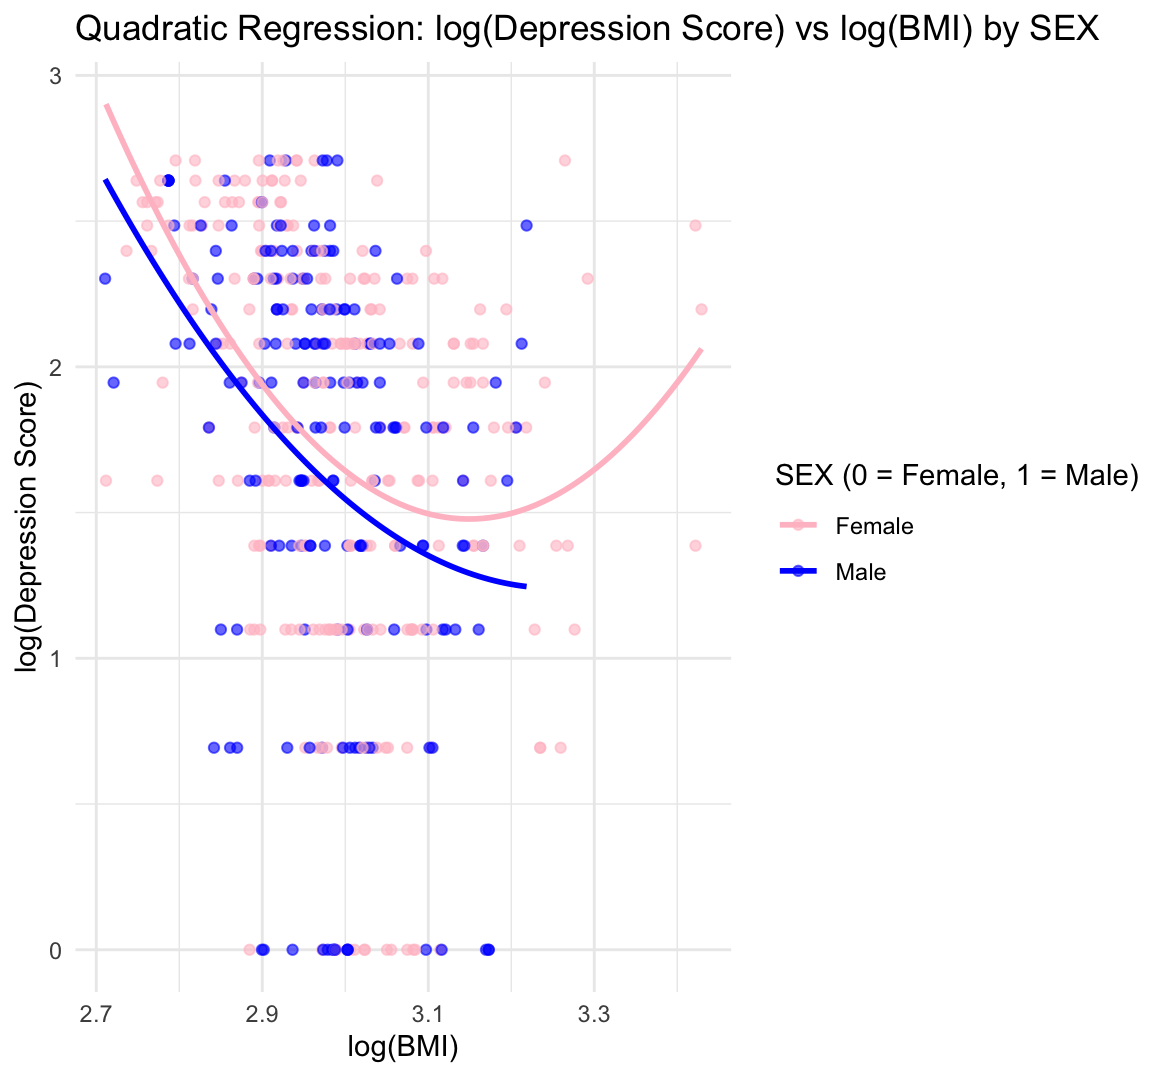 Quadratic Regression: log(Depression Score) vs log(BMI) by SEX
3
2
1
0
log(Depression Score)
2.7
2.9
3.1
3.3
log(BMI)
SEX (0 = Female, 1 = Male)
Female
Male